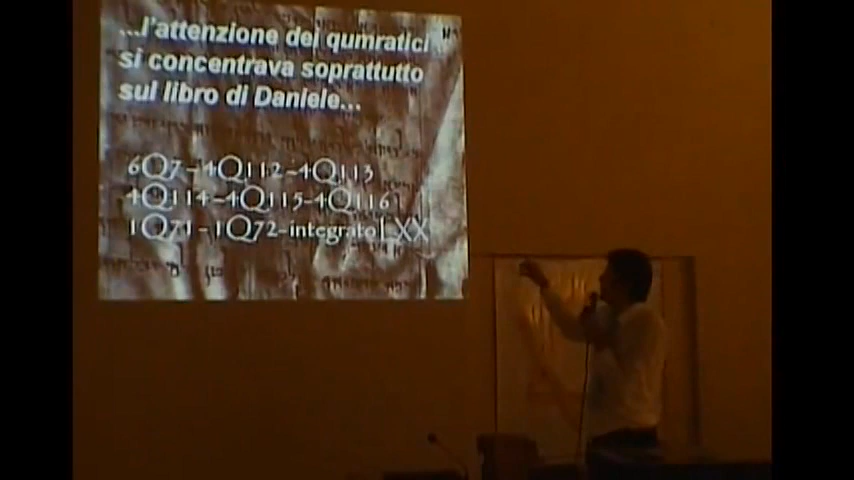 ...l'attenzione dei qumratici
si concentrava soprattutto
sul libro di Daniele...
6Q7-4Q112-4Q113
4Q114-4Q115-4Q116
1Q71-1Q72-integrato LXX